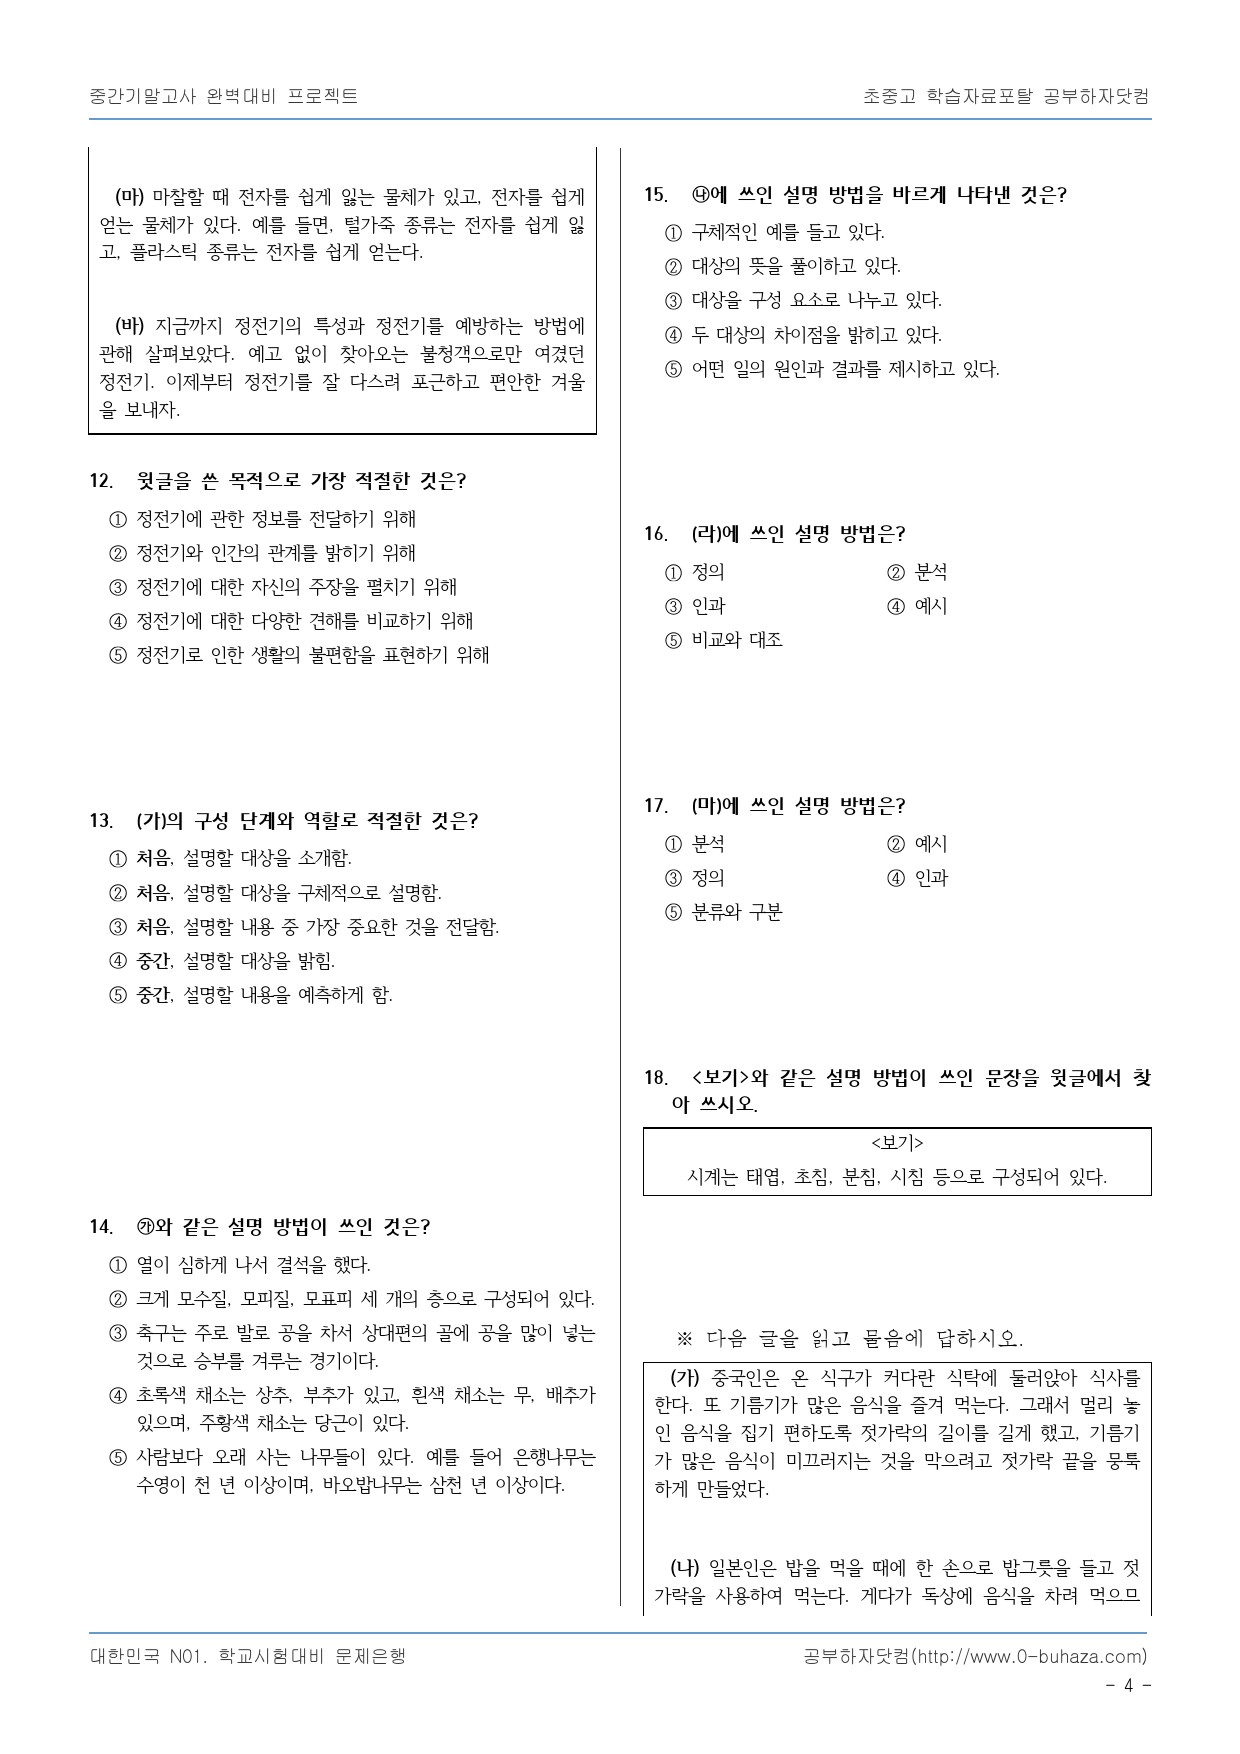 중간기말고사 완벽대비 프로젝트
초중고 학습자료포탈 공부하자닷컴
(마) 마찰할 때 전자를 쉽게 잃는 물체가 있고, 전자를 쉽게
얻는 물체가 있다. 예를 들면, 털가죽 종류는 전자를 쉽게 잃
고, 플라스틱 종류는 전자를 쉽게 얻는다.
(바) 지금까지 정전기의 특성과 정전기를 예방하는 방법에
관해 살펴보았다. 예고 없이 찾아오는 불청객으로만 여겼던
정전기. 이제부터 정전기를 잘 다스려 포근하고 편안한 겨울
을 보내자.
12. 윗글을 쓴 목적으로 가장 적절한 것은?
① 정전기에 관한 정보를 전달하기 위해
② 정전기와 인간의 관계를 밝히기 위해
③ 정전기에 대한 자신의 주장을 펼치기 위해
④ 정전기에 대한 다양한 견해를 비교하기 위해
⑤ 정전기로 인한 생활의 불편함을 표현하기 위해
13. (가)의 구성 단계와 역할로 적절한 것은?
① 처음, 설명할 대상을 소개함.
② 처음, 설명할 대상을 구체적으로 설명함.
③ 처음, 설명할 내용 중 가장 중요한 것을 전달함.
④ 중간, 설명할 대상을 밝힘.
⑤ 중간, 설명할 내용을 예측하게 함.
14. ㉮와 같은 설명 방법이 쓰인 것은?
① 열이 심하게 나서 결석을 했다.
② 크게 모수질, 모피질, 모표피 세 개의 층으로 구성되어 있다.
③ 축구는 주로 발로 공을 차서 상대편의 골에 공을 많이 넣는
것으로 승부를 겨루는 경기이다.
④ 초록색 채소는 상추, 부추가 있고, 흰색 채소는 무, 배추가
있으며, 주황색 채소는 당근이 있다.
⑤ 사람보다 오래 사는 나무들이 있다. 예를 들어 은행나무는
수영이 천 년 이상이며, 바오밥나무는 삼천 년 이상이다.
15. ㉯에 쓰인 설명 방법을 바르게 나타낸 것은?
① 구체적인 예를 들고 있다.
② 대상의 뜻을 풀이하고 있다.
③ 대상을 구성 요소로 나누고 있다.
④ 두 대상의 차이점을 밝히고 있다.
⑤ 어떤 일의 원인과 결과를 제시하고 있다.
16. (라)에 쓰인 설명 방법은?
① 정의 ② 분석
③ 인과 ④ 예시
⑤ 비교와 대조
17. (마)에 쓰인 설명 방법은?
① 분석 ② 예시
③ 정의 ④ 인과
⑤ 분류와 구분
18. <보기>와 같은 설명 방법이 쓰인 문장을 윗글에서 찾
아 쓰시오.
<보기>
시계는 태엽, 초침, 분침, 시침 등으로 구성되어 있다.
※ 다음 글을 읽고 물음에 답하시오.
(가) 중국인은 온 식구가 커다란 식탁에 둘러앉아 식사를
한다. 또 기름기가 많은 음식을 즐겨 먹는다. 그래서 멀리 놓
인 음식을 집기 편하도록 젓가락의 길이를 길게 했고, 기름기
가 많은 음식이 미끄러지는 것을 막으려고 젓가락 끝을 뭉툭
하게 만들었다.
(나) 일본인은 밥을 먹을 때에 한 손으로 밥그릇을 들고 젓
가락을 사용하여 먹는다. 게다가 독상에 음식을 차려 먹으므
대한민국 N01. 학교시험대비 문제은행
공부하자닷컴(http://www.0-buhaza.com)
- 4 -